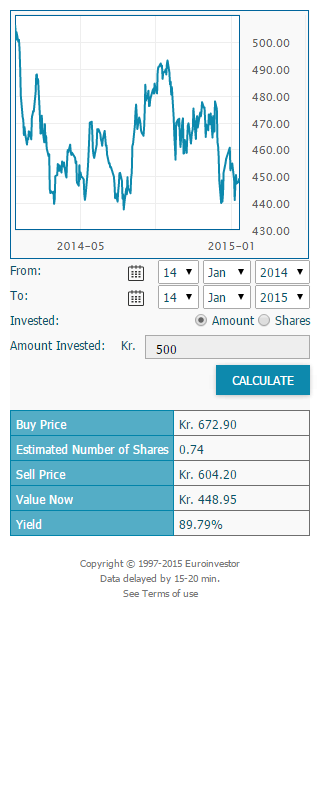 500.00
490.00
480.00
470.00
460.00
450.00
440.00
430.00
2014-05 2015-01
From: 14 Jan 2014
To: 14 Jan 2015
Invested: Amount Shares
Amount Invested: Kr. 500
CALCULATE
Buy Price Kr. 672.90
Estimated Number of Shares 0.74
Sell Price Kr. 604.20
Value Now Kr. 448.95
Yield 89.79%
Copyright © 1997-2015 Euroinvestor
Data delayed by 15-20 min.
See Terms of use